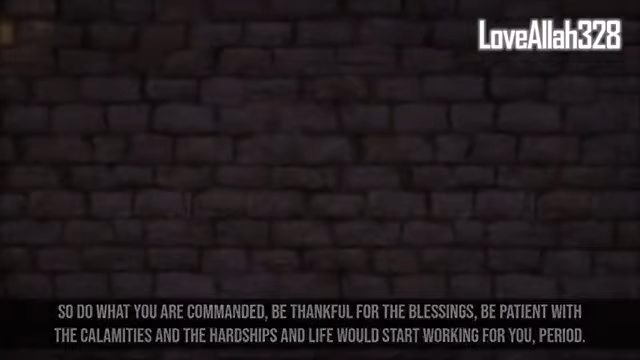 LoveAllah328
SO DO WHAT YOU ARE COMMANDED, BE THANKFUL FOR THE BLESSINGS, BE PATIENT WITH
THE CALAMITIES AND THE HARDSHIPS AND LIFE WOULD START WORKING FOR YOU, PERIOD.